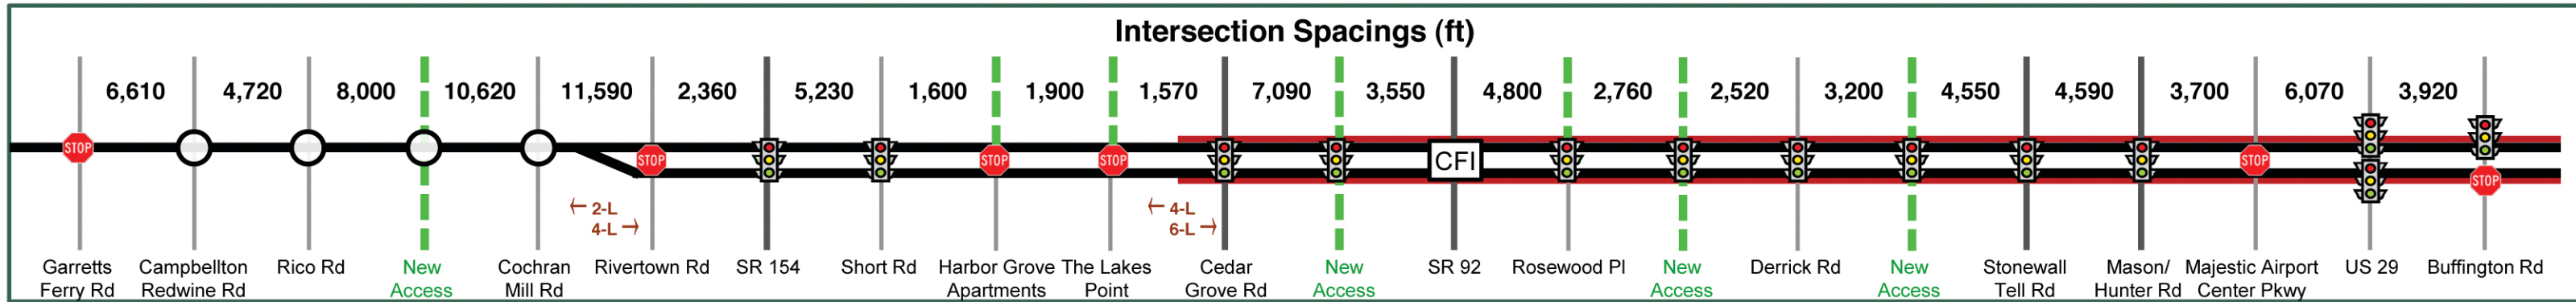 Intersection Spacings (ft)
6,610 4,720 8,000 10,620 11,590 2,360 5,230 1,600 1,900 1,570 7,090 3,550 4,800 2,760 2,520 3,200 4,550 4,590 3,700 6,070 3,920
STOP STOP STOP STOP CFI STOP STOP
← 2-L
4-L →
← 4-L
6-L →
Garretts
Ferry Rd
Campbellton
Redwine Rd
Rico Rd
New
Access
Cochran
Mill Rd
Rivertown Rd
SR 154
Short Rd
Harbor Grove
Apartments
The Lakes
Point
Cedar
Grove Rd
New
Access
SR 92
Rosewood Pl
New
Access
Derrick Rd
New
Access
Stonewall
Tell Rd
Mason/
Hunter Rd
Majestic Airport
Center Pkwy
US 29
Buffington Rd